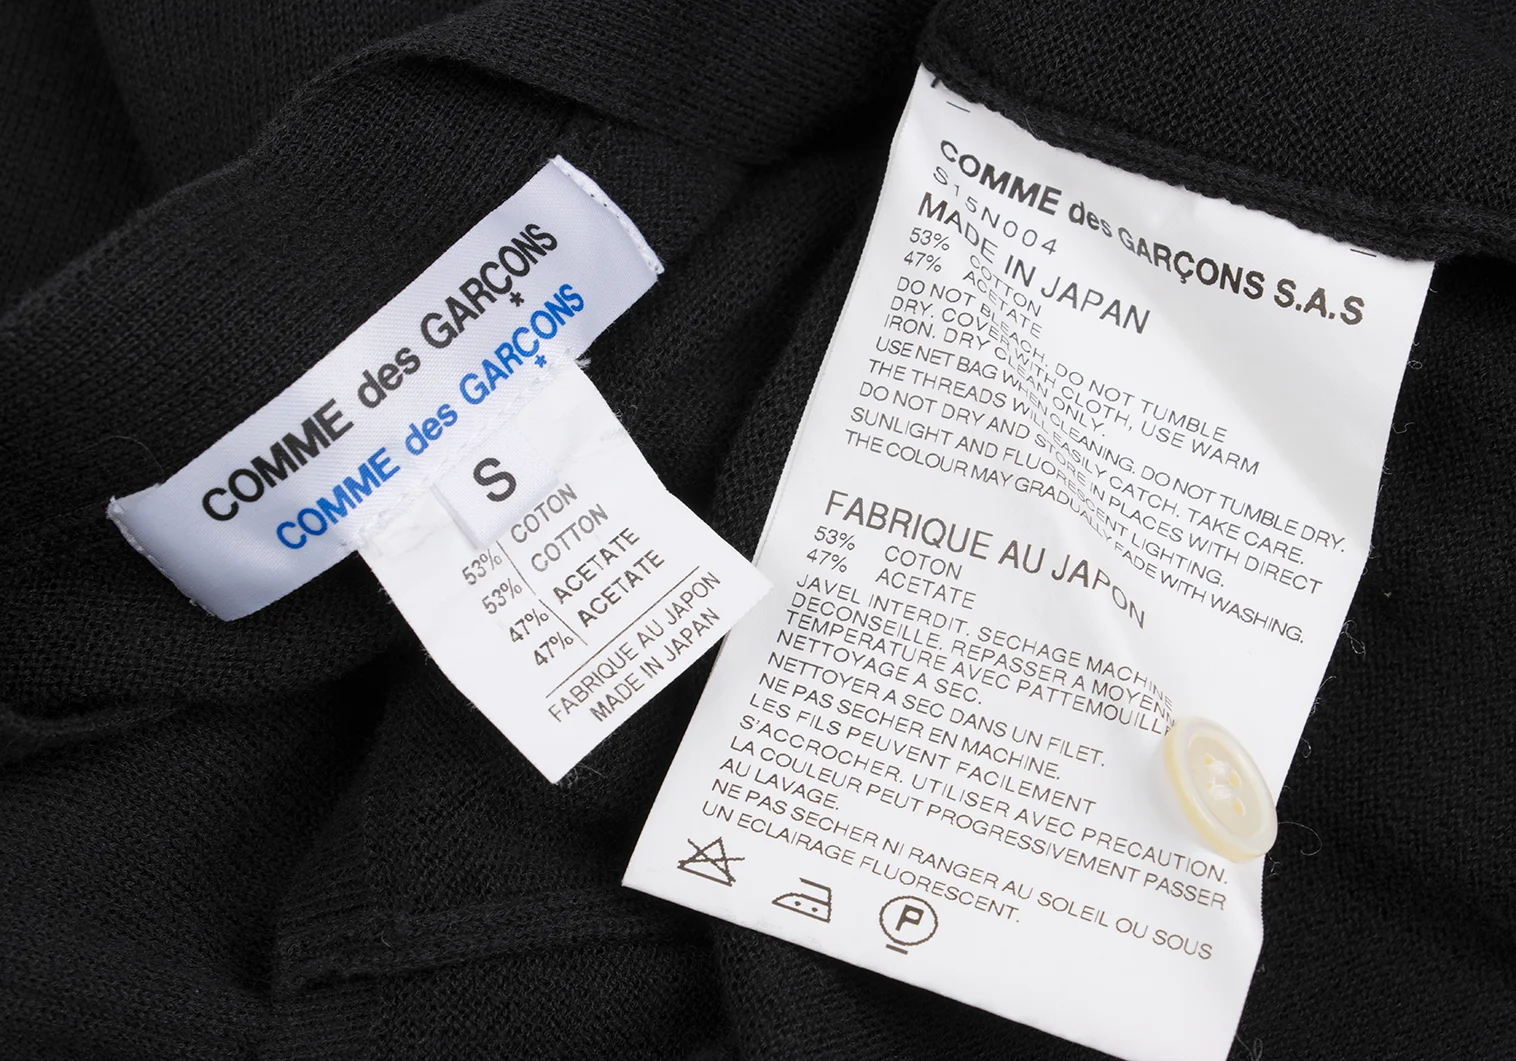 COMME des GARÇONS
COMME des GARÇONS
S
53% COTON
53% COTTON
47% ACETATE
47% ACETATE
FABRIQUE AU JAPON
MADE IN JAPAN
COMME des GARÇONS S.A.S
S15N004
MADE IN JAPAN
53% COTTON
47% ACETATE
DO NOT BLEACH, DO NOT TUMBLE
DRY. COVER WITH CLOTH, USE WARM
IRON. DRY CLEAN ONLY.
USE NET BAG WHEN CLEANING. DO NOT TUMBLE DRY.
THE THREADS WILL EASILY CATCH, TAKE CARE.
DO NOT DRY AND STORE IN PLACES WITH DIRECT
SUNLIGHT AND FLUORESCENT LIGHTING.
THE COLOUR MAY GRADUALLY FADE WITH WASHING.
FABRIQUE AU JAPON
53% COTON
47% ACETATE
JAVEL INTERDIT. SECHAGE MACHINE
DECONSEILLE, REPASSER A MOYENN
TEMPERATURE AVEC PATTEMOUILL
NETTOYAGE A SEC.
NETTOYER A SEC DANS UN FILET.
NE PAS SECHER EN MACHINE.
LES FILS PEUVENT FACILEMENT
S'ACCROCHER. UTILISER AVEC PRECAUTION.
LA COULEUR PEUT PROGRESSIVEMENT PASSER
AU LAVAGE.
NE PAS SECHER NI RANGER AU SOLEIL OU SOUS
UN ECLAIRAGE FLUORESCENT.
P